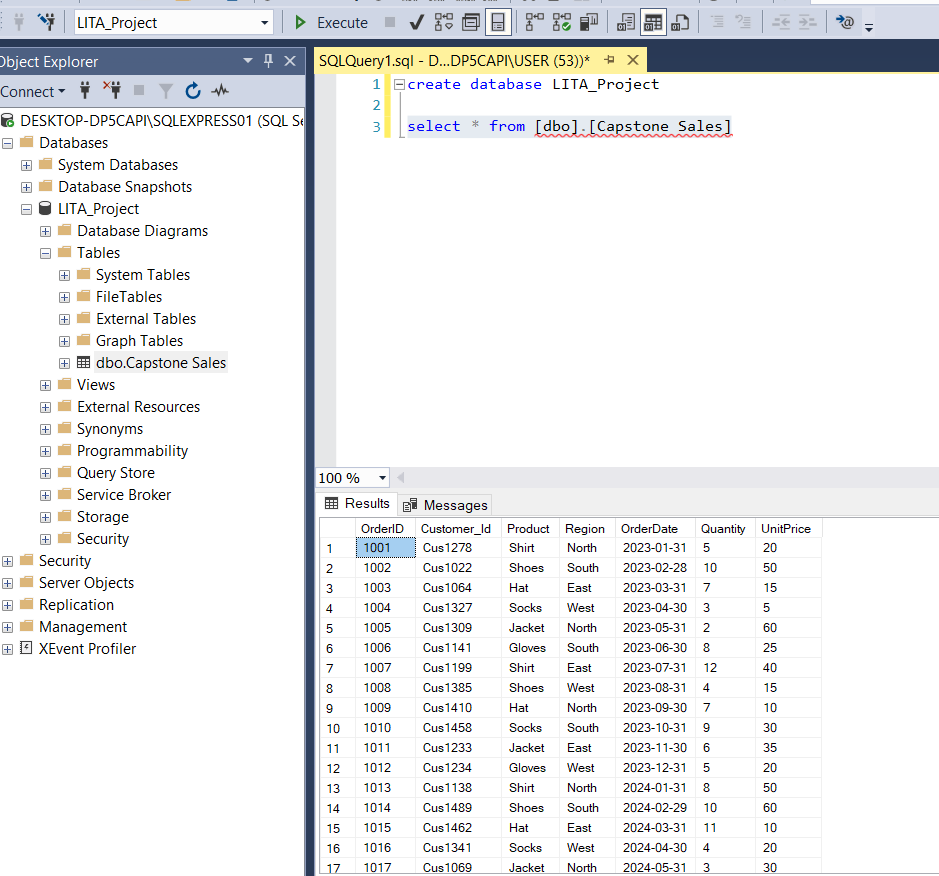 LITA_Project Execute
Object Explorer
Connect
DESKTOP-DP5CAPI\SQLEXPRESS01 (SQL Se
Databases
System Databases
Database Snapshots
LITA_Project
Database Diagrams
Tables
System Tables
FileTables
External Tables
Graph Tables
dbo.Capstone Sales
Views
External Resources
Synonyms
Programmability
Query Store
Service Broker
Storage
Security
Security
Server Objects
Replication
Management
XEvent Profiler
SQLQuery1.sql - D...DP5CAPI\USER (53))*
1 create database LITA_Project
2
3 select * from [dbo].[Capstone Sales]
100 %
Results Messages
OrderID Customer_Id Product Region OrderDate Quantity UnitPrice
1 1001 Cus1278 Shirt North 2023-01-31 5 20
2 1002 Cus1022 Shoes South 2023-02-28 10 50
3 1003 Cus1064 Hat East 2023-03-31 7 15
4 1004 Cus1327 Socks West 2023-04-30 3 5
5 1005 Cus1309 Jacket North 2023-05-31 2 60
6 1006 Cus1141 Gloves South 2023-06-30 8 25
7 1007 Cus1199 Shirt East 2023-07-31 12 40
8 1008 Cus1385 Shoes West 2023-08-31 4 15
9 1009 Cus1410 Hat North 2023-09-30 7 10
10 1010 Cus1458 Socks South 2023-10-31 9 30
11 1011 Cus1233 Jacket East 2023-11-30 6 35
12 1012 Cus1234 Gloves West 2023-12-31 5 20
13 1013 Cus1138 Shirt North 2024-01-31 8 50
14 1014 Cus1489 Shoes South 2024-02-29 10 60
15 1015 Cus1462 Hat East 2024-03-31 11 10
16 1016 Cus1341 Socks West 2024-04-30 4 20
17 1017 Cus1069 Jacket North 2024-05-31 3 30